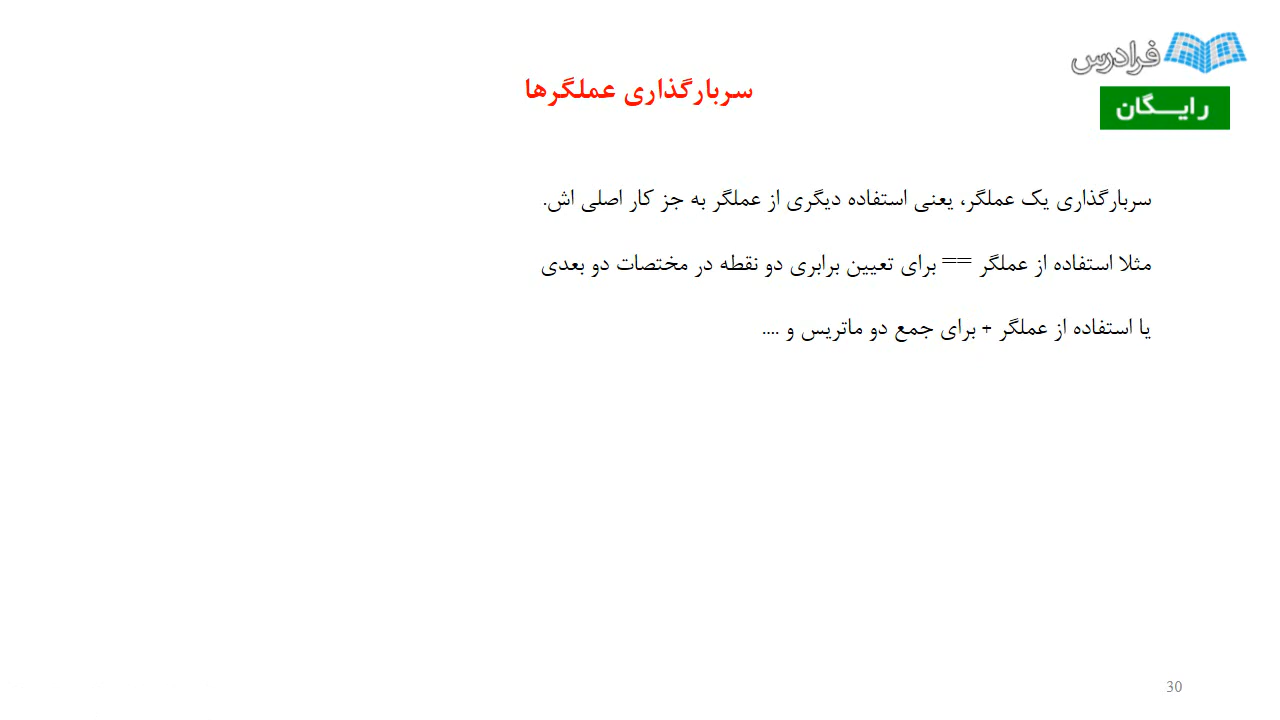 فرادرس
رایگان
سربارگذاری عملگرها
سربارگذاری یک عملگر، یعنی استفاده دیگری از عملگر به جز کار اصلی اش.
مثلا استفاده از عملگر == برای تعیین برابری دو نقطه در مختصات دو بعدی
یا استفاده از عملگر + برای جمع دو ماتریس و ....
30